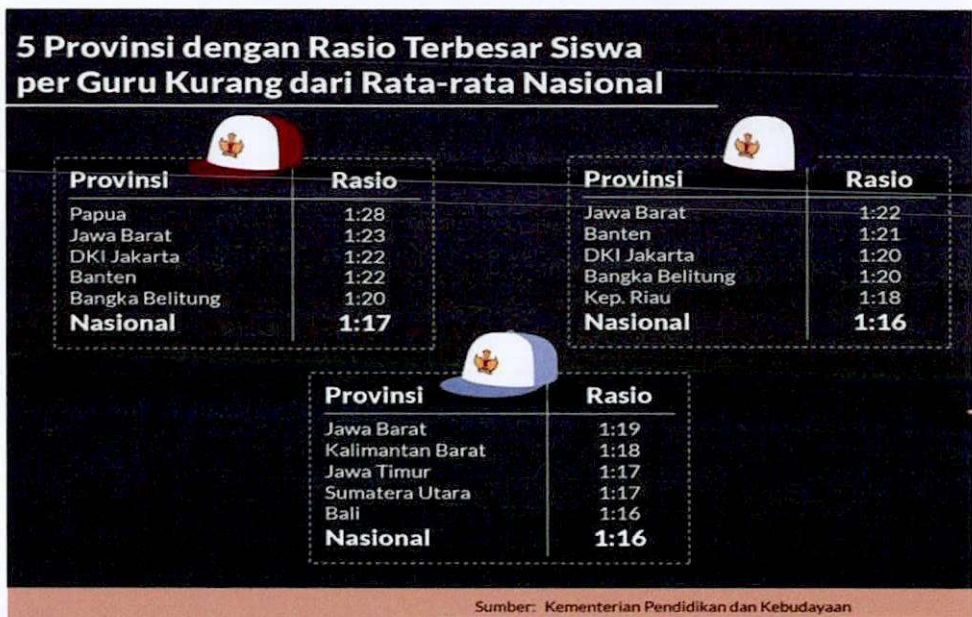 5 Provinsi dengan Rasio Terbesar Siswa
per Guru Kurang dari Rata-rata Nasional
Provinsi Rasio
Papua 1:28
Jawa Barat 1:23
DKI Jakarta 1:22
Banten 1:22
Bangka Belitung 1:20
Nasional 1:17
Provinsi Rasio
Jawa Barat 1:22
Banten 1:21
DKI Jakarta 1:20
Bangka Belitung 1:20
Kep. Riau 1:18
Nasional 1:16
Provinsi Rasio
Jawa Barat 1:19
Kalimantan Barat 1:18
Jawa Timur 1:17
Sumatera Utara 1:17
Bali 1:16
Nasional 1:16
Sumber: Kementerian Pendidikan dan Kebudayaan